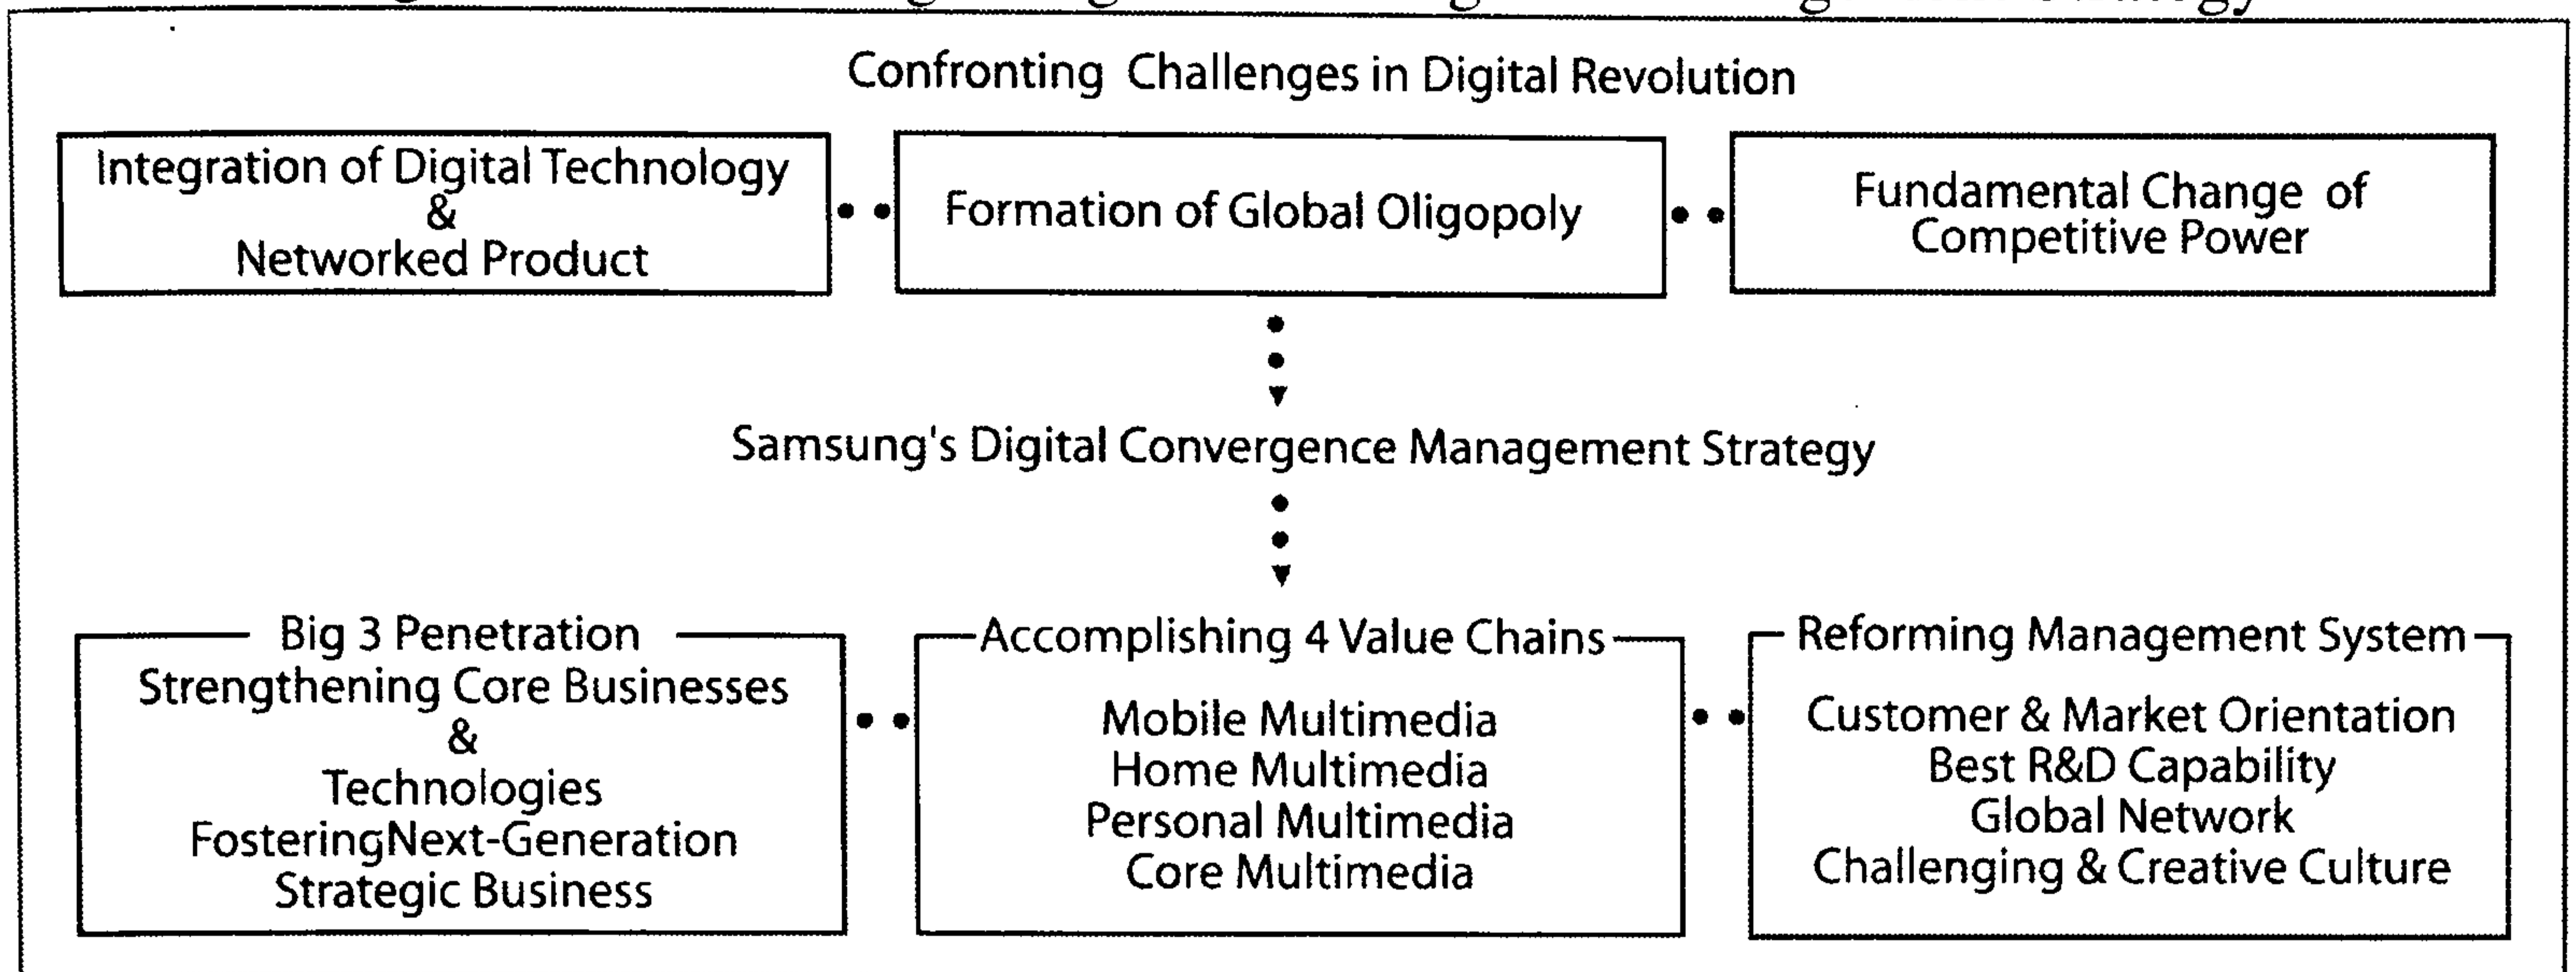 Confronting Challenges in Digital Revolution
Integration of Digital Technology
&
Networked Product
Formation of Global Oligopoly
Fundamental Change of
Competitive Power
Samsung's Digital Convergence Management Strategy
Big 3 Penetration
Strengthening Core Businesses
&
Technologies
FosteringNext-Generation
Strategic Business
Accomplishing 4 Value Chains
Mobile Multimedia
Home Multimedia
Personal Multimedia
Core Multimedia
Reforming Management System
Customer & Market Orientation
Best R&D Capability
Global Network
Challenging & Creative Culture